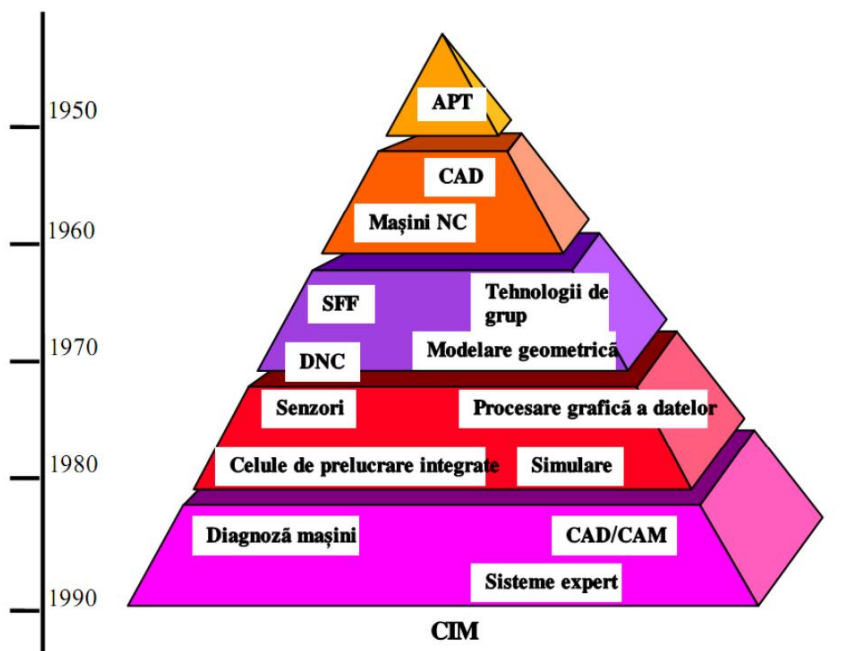 1950
APT
CAD
Mașini NC
1960
SFF
Tehnologii de
grup
Modelare geometrică
1970
DNC
Senzori
Procesare grafică a datelor
Celule de prelucrare integrate
Simulare
1980
Diagnoză mașini
CAD/CAM
Sisteme expert
1990
CIM